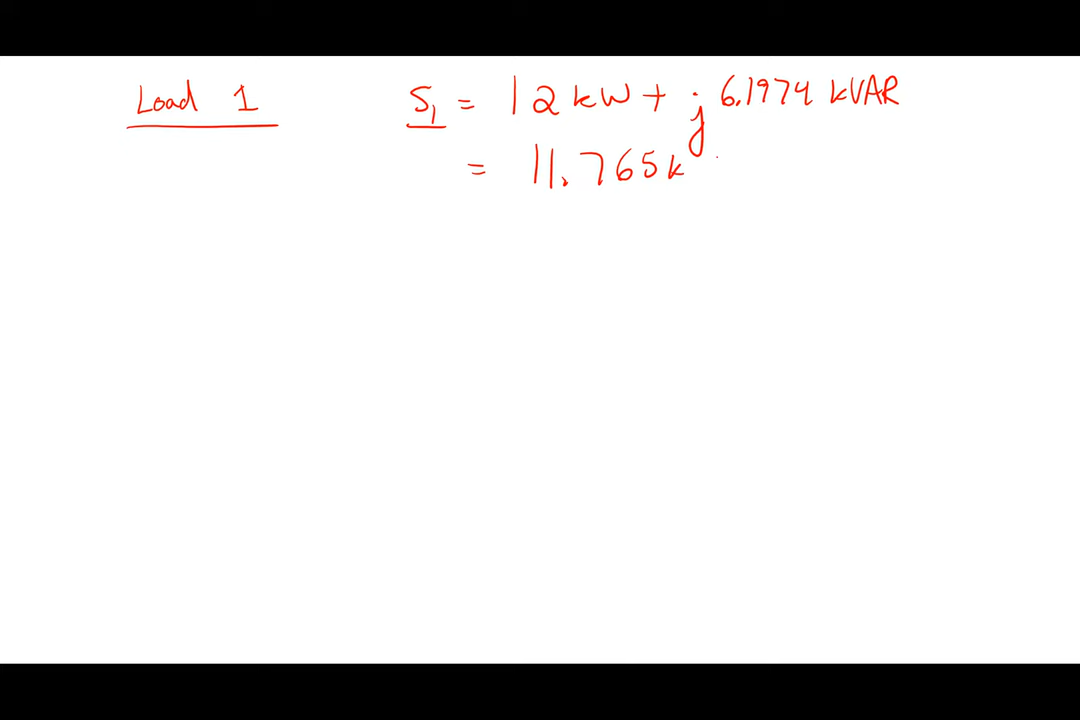 Load 1 S₁ = 12 kW + j 6.1974 kVAR
= 11.765k